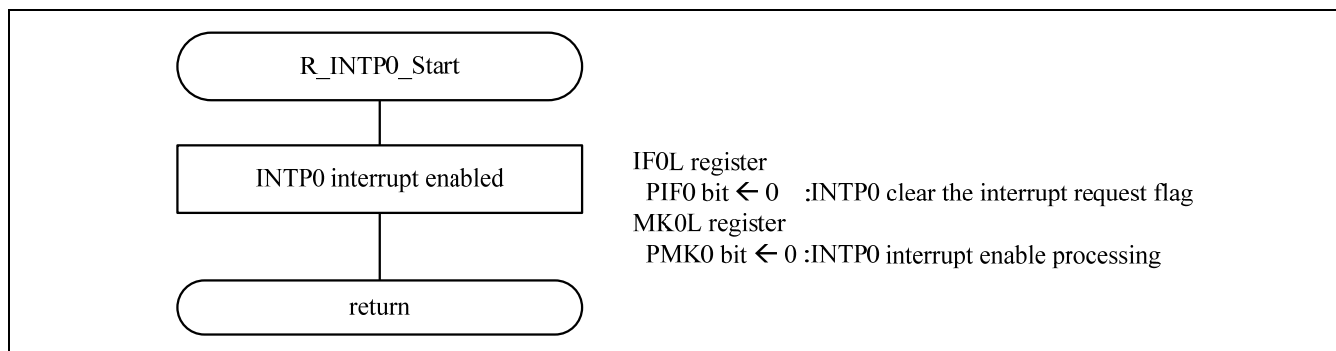 R_INTP0_Start
INTP0 interrupt enabled
IF0L register
PIF0 bit ← 0 :INTP0 clear the interrupt request flag
MK0L register
PMK0 bit ← 0 :INTP0 interrupt enable processing
return